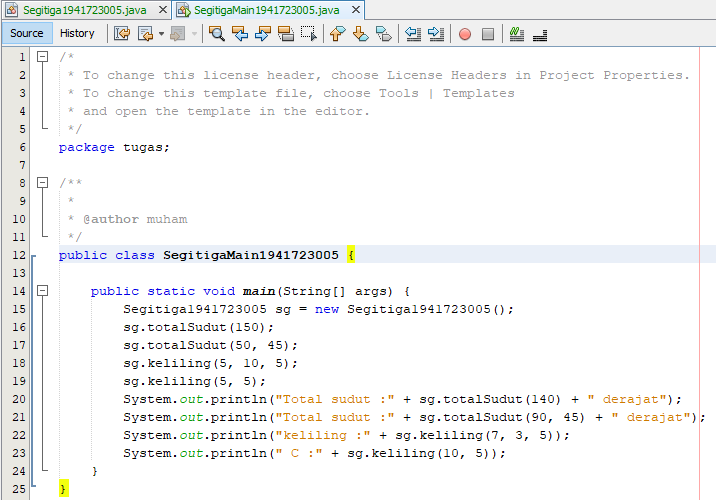 Segitiga1941723005.java SegitigaMain1941723005.java
Source History
1 /*
2 * To change this license header, choose License Headers in Project Properties.
3 * To change this template file, choose Tools | Templates
4 * and open the template in the editor.
5 */
6 package tugas;
7
8 /**
9 *
10 * @author muham
11 */
12 public class SegitigaMain1941723005 {
13
14 public static void main(String[] args) {
15 Segitiga1941723005 sg = new Segitiga1941723005();
16 sg.totalSudut(150);
17 sg.totalSudut(50, 45);
18 sg.keliling(5, 10, 5);
19 sg.keliling(5, 5);
20 System.out.println("Total sudut :" + sg.totalSudut(140) + " derajat");
21 System.out.println("Total sudut :" + sg.totalSudut(90, 45) + " derajat");
22 System.out.println("keliling :" + sg.keliling(7, 3, 5));
23 System.out.println(" C :" + sg.keliling(10, 5));
24 }
25 }